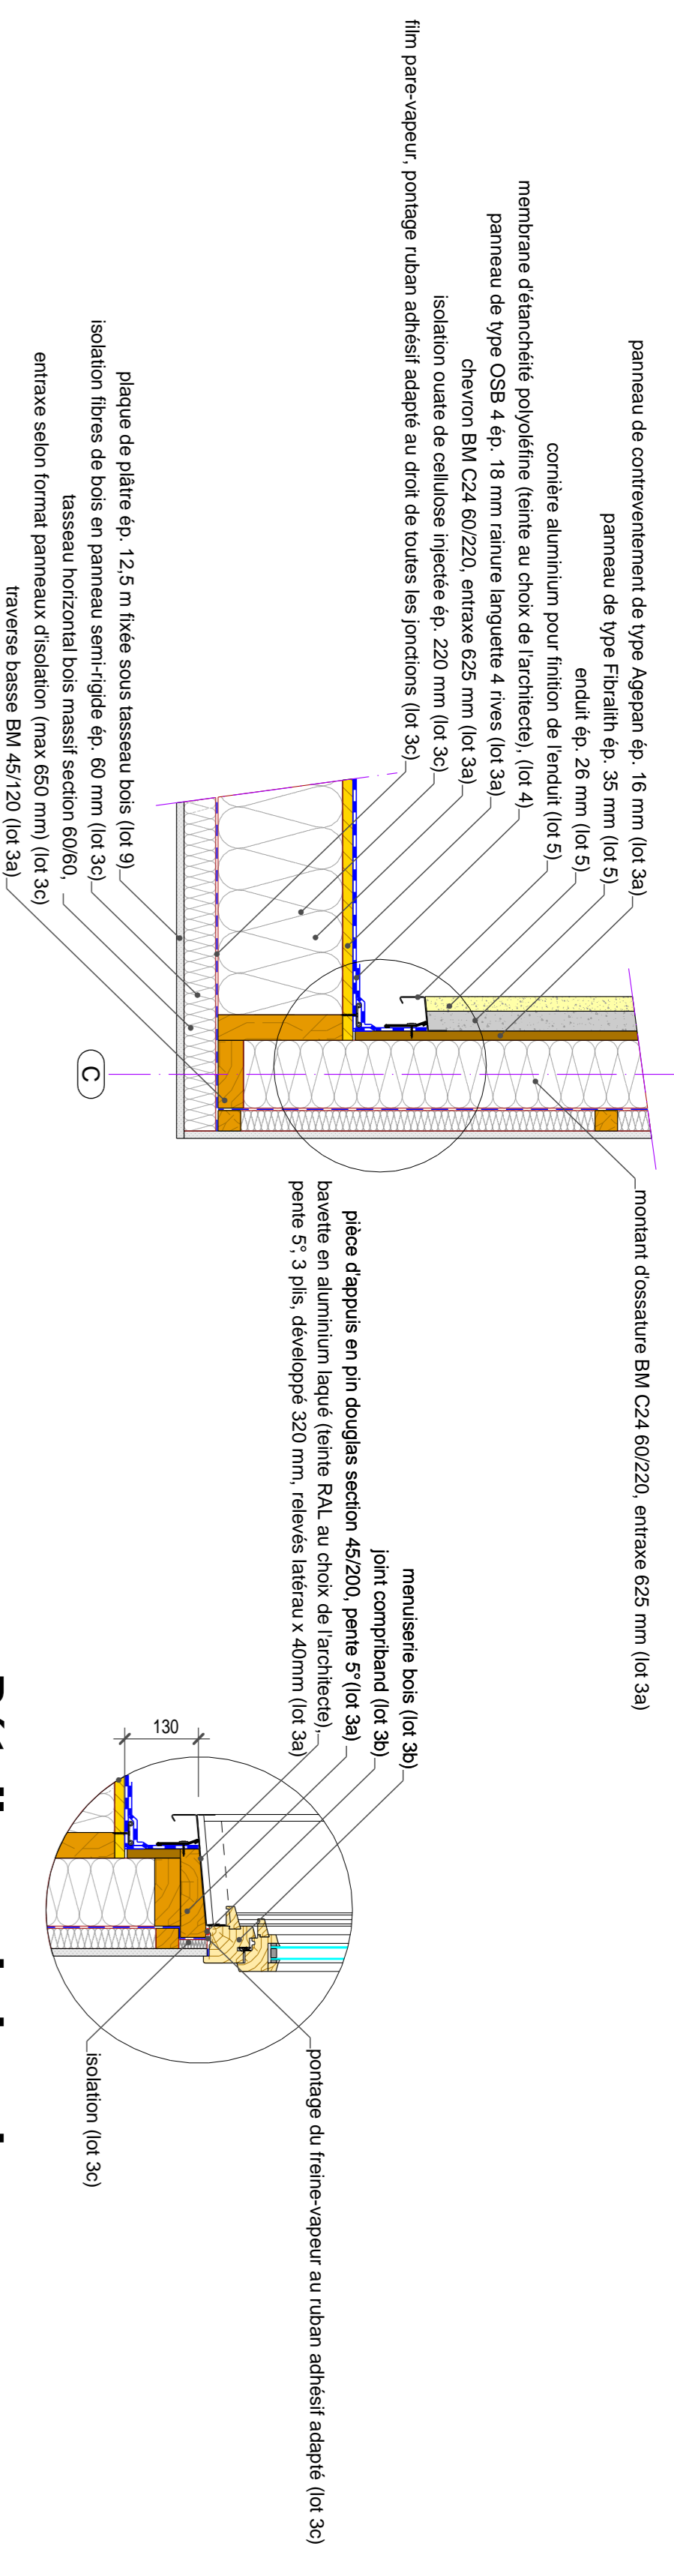 panneau de contreventement de type Agepan ép. 16 mm (lot 3a)
panneau de type Fibralith ép. 35 mm (lot 5)
enduit ép. 26 mm (lot 5)
cornière aluminium pour finition de l'enduit (lot 5)
membrane d'étanchéité polyoléfine (teinte au choix de l'architecte), (lot 4)
panneau de type OSB 4 ép. 18 mm rainure languette 4 rives (lot 3a)
chevron BM C24 60/220, entraxe 625 mm (lot 3a)
isolation ouate de cellulose injectée ép. 220 mm (lot 3c)
film pare-vapeur, pontage ruban adhésif adapté au droit de toutes les jonctions (lot 3c)
plaque de plâtre ép. 12,5 m fixée sous tasseau bois (lot 9)
isolation fibres de bois en panneau semi-rigide ép. 60 mm (lot 3c)
tasseau horizontal bois massif section 60/60,
entraxe selon format panneaux d'isolation (max 650 mm) (lot 3c)
traverse basse BM 45/120 (lot 3a)
C
montant d'ossature BM C24 60/220, entraxe 625 mm (lot 3a)
menuiserie bois (lot 3b)
joint compriband (lot 3b)
pièce d'appuis en pin douglas section 45/200, pente 5° (lot 3a)
bavette en aluminium laqué (teinte RAL au choix de l'architecte),
pente 5°, 3 plis, développé 320 mm, relevés latérau x 40mm (lot 3a)
130
pontage du freine-vapeur au ruban adhésif adapté (lot 3c)
isolation (lot 3c)